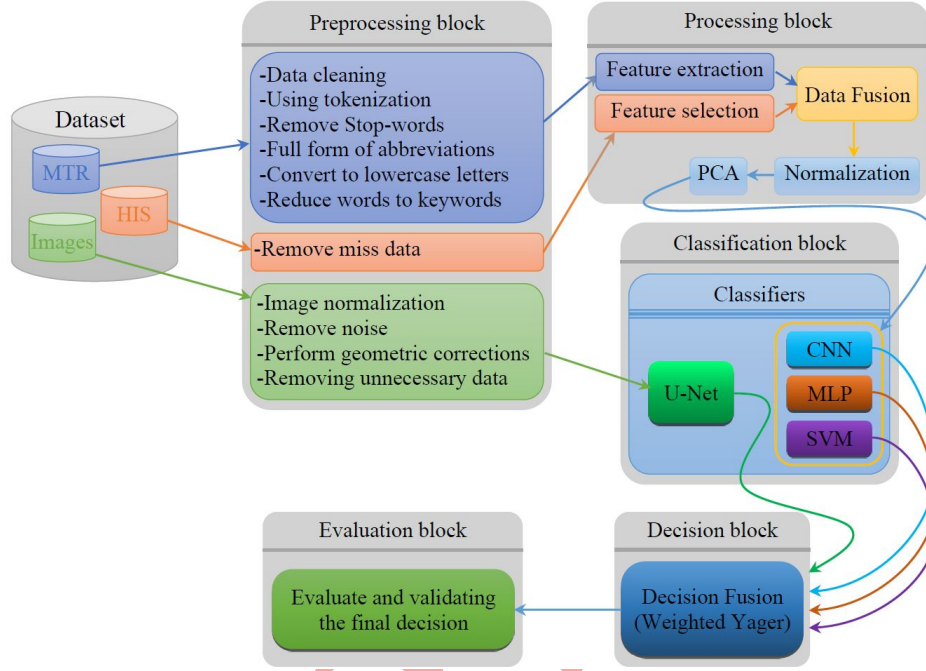 Dataset
MTR
HIS
Images
Preprocessing block
-Data cleaning
-Using tokenization
-Remove Stop-words
-Full form of abbreviations
-Convert to lowercase letters
-Reduce words to keywords
-Remove miss data
-Image normalization
-Remove noise
-Perform geometric corrections
-Removing unnecessary data
Processing block
Feature extraction
Feature selection
Data Fusion
PCA
Normalization
Classification block
Classifiers
U-Net
CNN
MLP
SVM
Evaluation block
Evaluate and validating
the final decision
Decision block
Decision Fusion
(Weighted Yager)